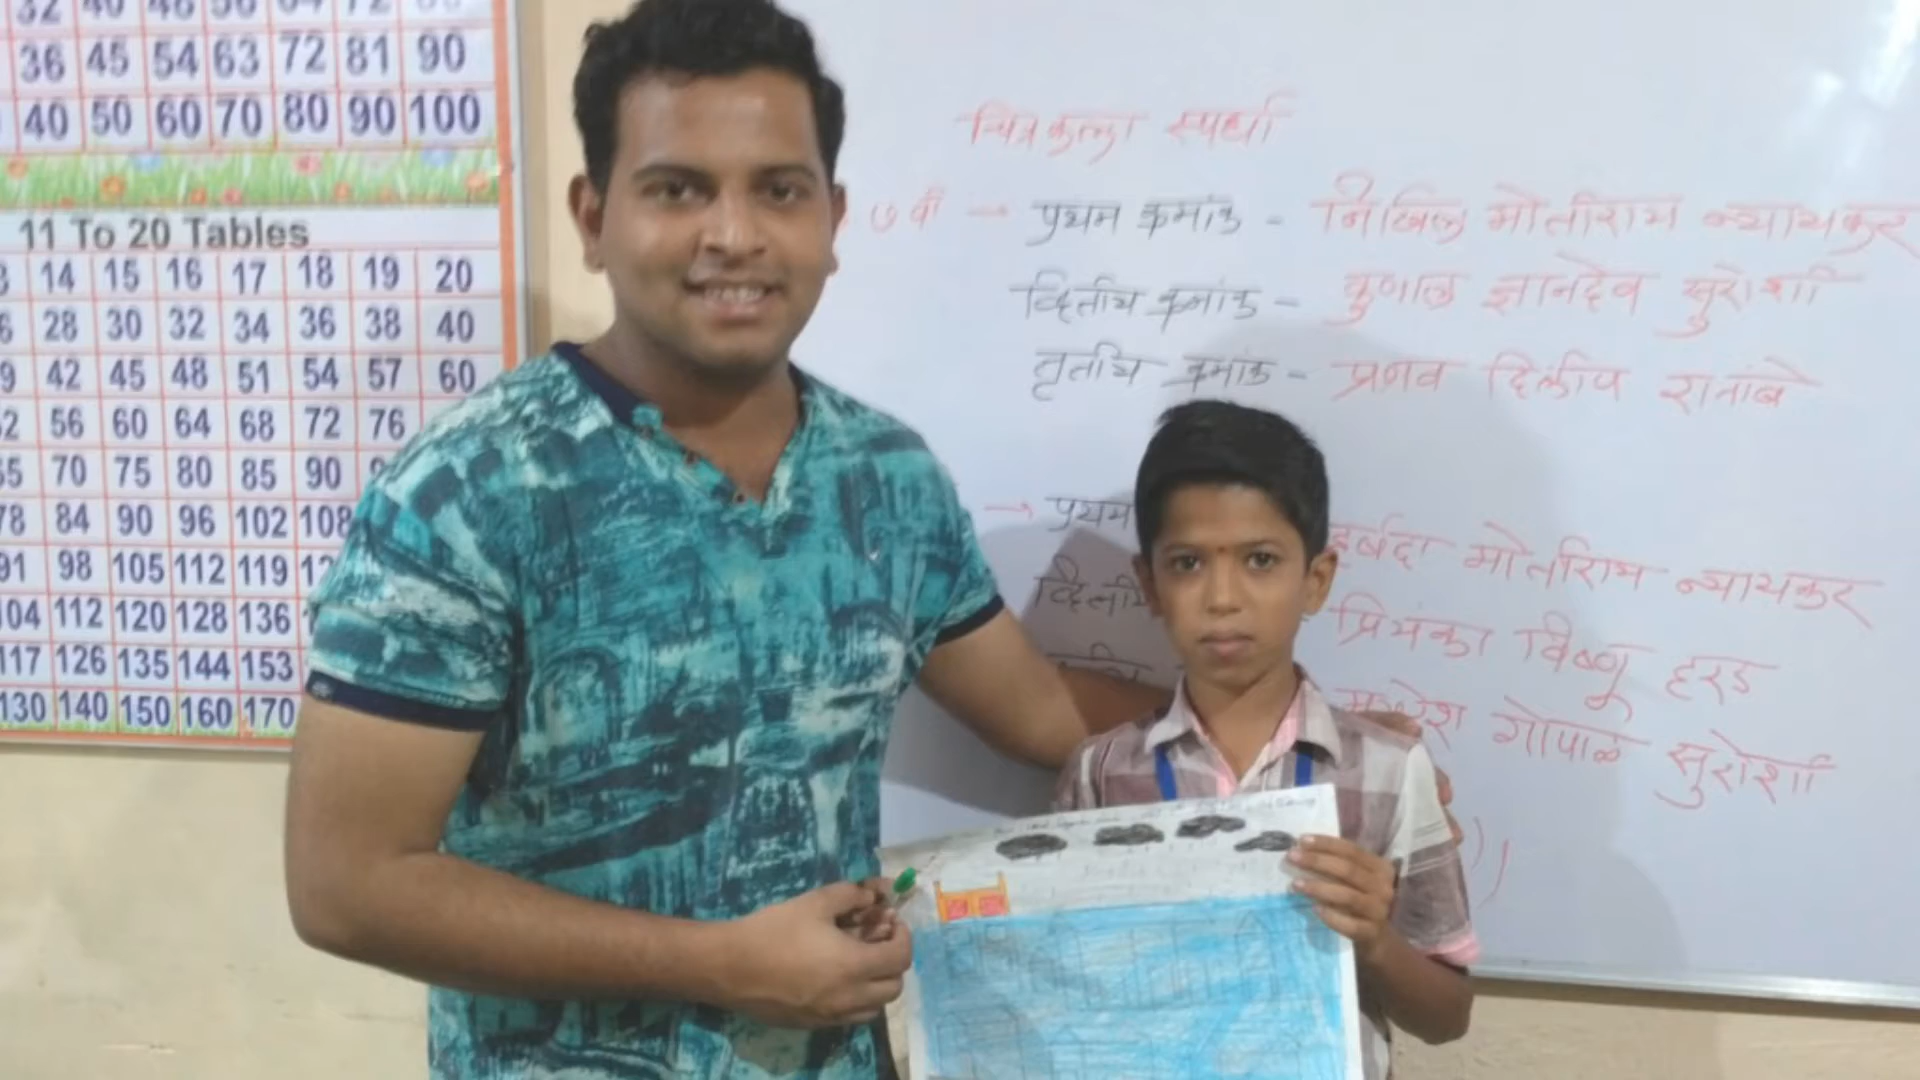 36 45 54 63 72 81 90
40 50 60 70 80 90 100
11 To 20 Tables
14 15 16 17 18 19 20
28 30 32 34 36 38 40
42 45 48 51 54 57 60
56 60 64 68 72 76
70 75 80 85 90
78 84 90 96 102 108
91 98 105 112 119
104 112 120 128 136
117 126 135 144 153
130 140 150 160 170
चित्रकला स्पर्धा
७ वी → प्रथम क्रमांक - निखिल मोतीराम न्यायकर
द्वितीय क्रमांक - कुणाल ज्ञानदेव सुरोशी
तृतीय क्रमांक - प्रणव दिलीप रातांबे
→ प्रथम मोतीराम न्यायकर
द्वितीय प्रियंका विष्णू हरड
गोपाळ सुरोशी